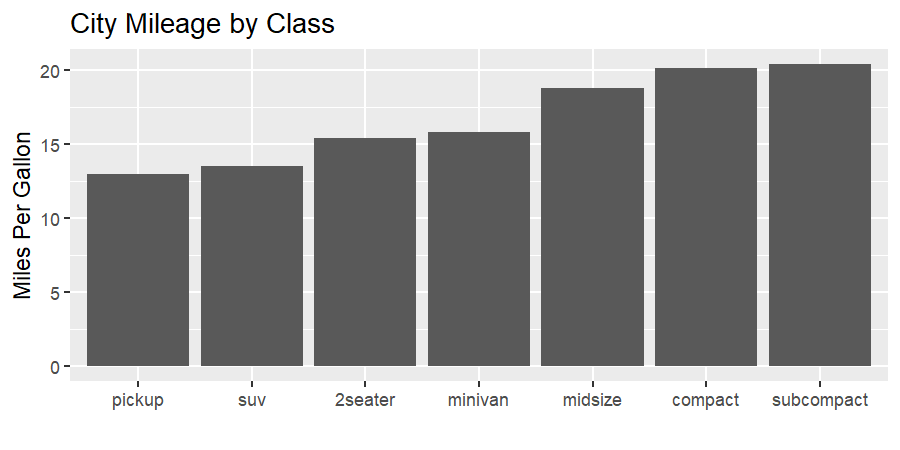 City Mileage by Class
Miles Per Gallon
20
15
10
5
0
pickup suv 2seater minivan midsize compact subcompact